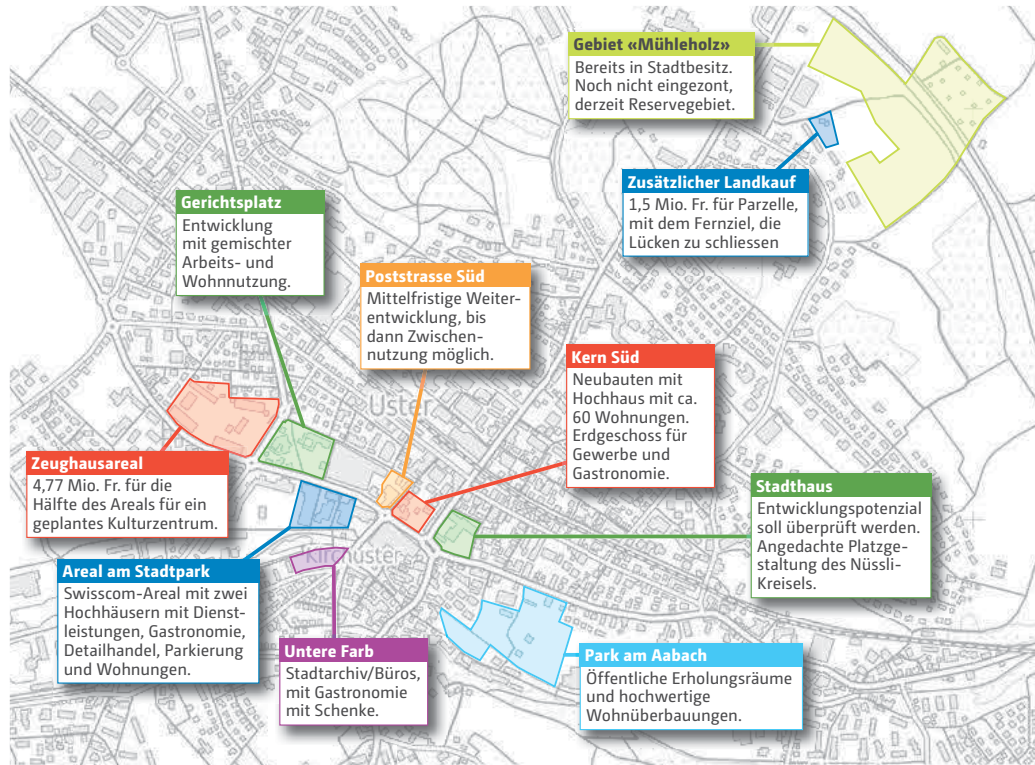 Gebiet «Mühleholz»
Bereits in Stadtbesitz.
Noch nicht eingezont,
derzeit Reservegebiet.
Zusätzlicher Landkauf
1,5 Mio. Fr. für Parzelle,
mit dem Fernziel, die
Lücken zu schliessen
Gerichtsplatz
Entwicklung
mit gemischter
Arbeits- und
Wohnnutzung.
Poststrasse Süd
Mittelfristige Weiter-
entwicklung, bis
dann Zwischen-
nutzung möglich.
Kern Süd
Neubauten mit
Hochhaus mit ca.
60 Wohnungen.
Erdgeschoss für
Gewerbe und
Gastronomie.
Uster
Zeughausareal
4,77 Mio. Fr. für die
Hälfte des Areals für ein
geplantes Kulturzentrum.
Stadthaus
Entwicklungspotenzial
soll überprüft werden.
Angedachte Platzge-
staltung des Nüssli-
Kreisels.
Kirchuster
Areal am Stadtpark
Swisscom-Areal mit zwei
Hochhäusern mit Dienst-
leistungen, Gastronomie,
Detailhandel, Parkierung
und Wohnungen.
Untere Farb
Stadtarchiv/Büros,
mit Gastronomie
mit Schenke.
Park am Aabach
Öffentliche Erholungsräume
und hochwertige
Wohnüberbauungen.